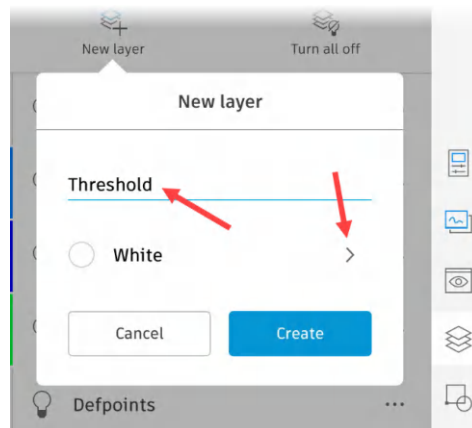 New layer
Turn all off
New layer
Threshold
White
Cancel
Create
Defpoints